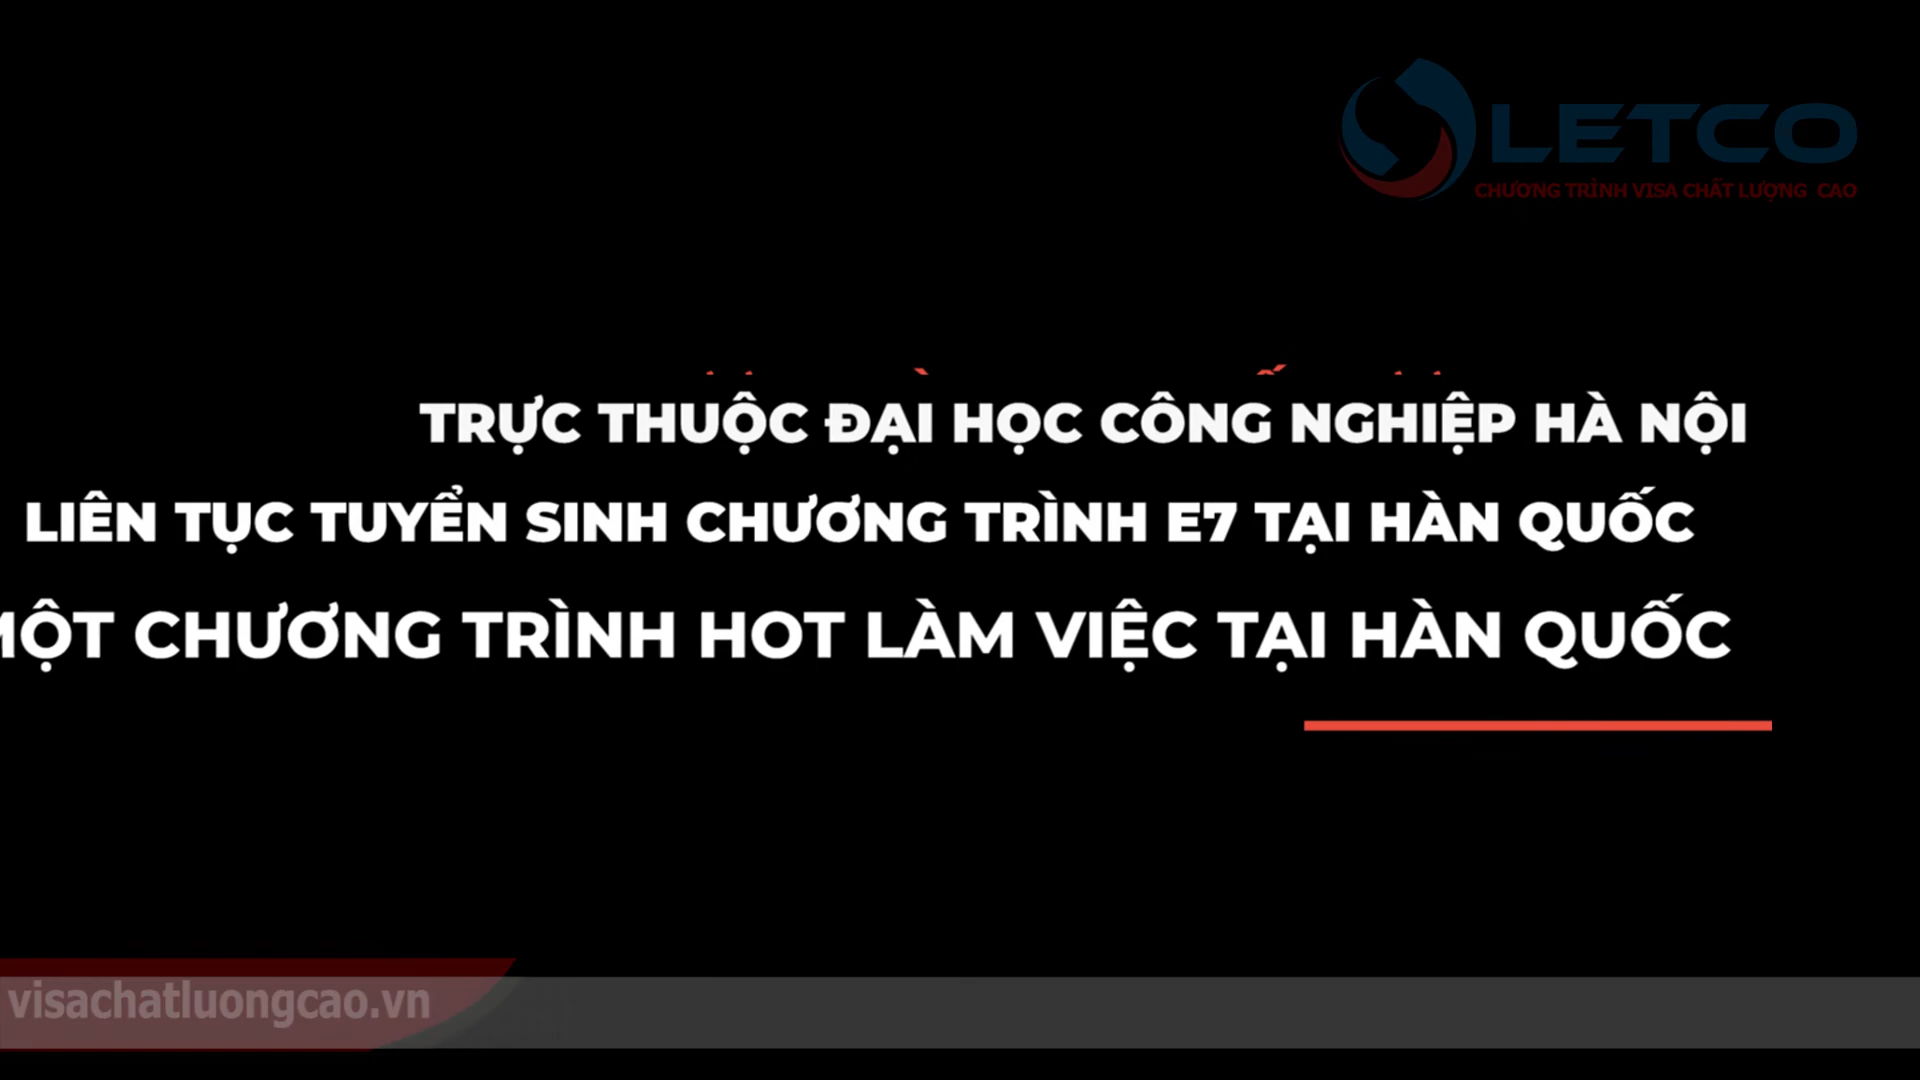 LETCO
CHƯƠNG TRÌNH VISA CHẤT LƯỢNG CAO
TRỰC THUỘC ĐẠI HỌC CÔNG NGHIỆP HÀ NỘI
LIÊN TỤC TUYỂN SINH CHƯƠNG TRÌNH E7 TẠI HÀN QUỐC
MỘT CHƯƠNG TRÌNH HOT LÀM VIỆC TẠI HÀN QUỐC
visachatluongcao.vn